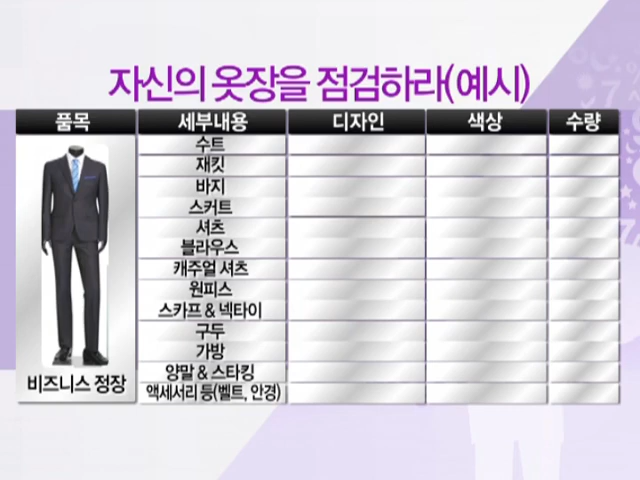 자신의 옷장을 점검하라(예시)
품목 세부내용 디자인 색상 수량
수트
재킷
바지
스커트
셔츠
블라우스
캐주얼 셔츠
원피스
스카프 & 넥타이
구두
가방
양말 & 스타킹
액세서리 등(벨트, 안경)
비즈니스 정장